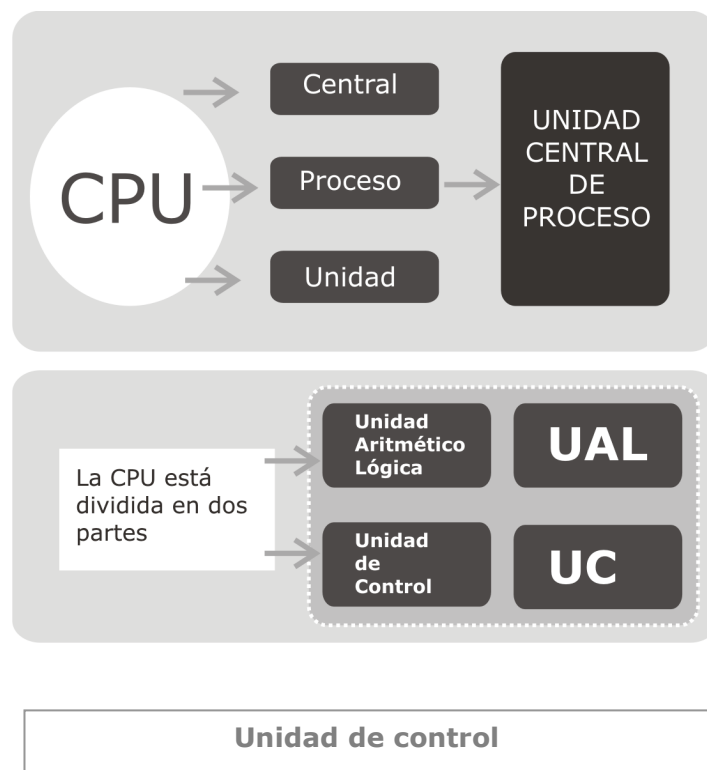 CPU
Central
Proceso
Unidad
UNIDAD
CENTRAL
DE
PROCESO
La CPU está
dividida en dos
partes
Unidad
Aritmético
Lógica
UAL
Unidad
de
Control
UC
Unidad de control